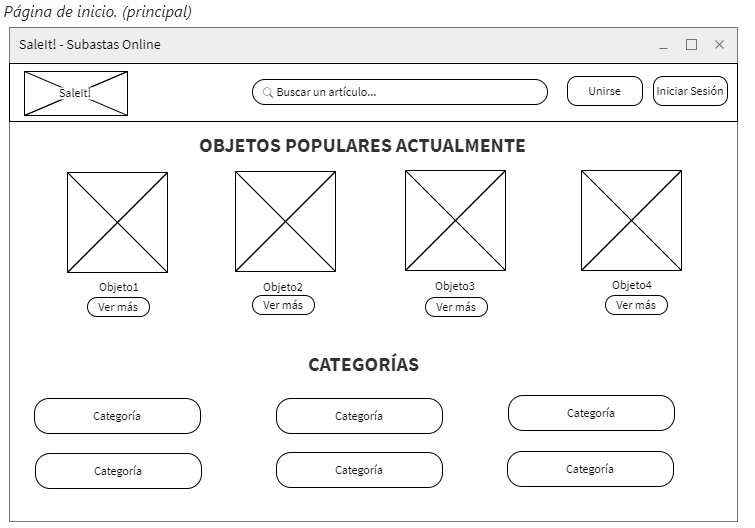 Página de inicio. (principal)
SaleIt! - Subastas Online
SaleIt!
Buscar un artículo...
Unirse
Iniciar Sesión
OBJETOS POPULARES ACTUALMENTE
Objeto1
Objeto2
Objeto3
Objeto4
Ver más
Ver más
Ver más
Ver más
CATEGORÍAS
Categoría
Categoría
Categoría
Categoría
Categoría
Categoría